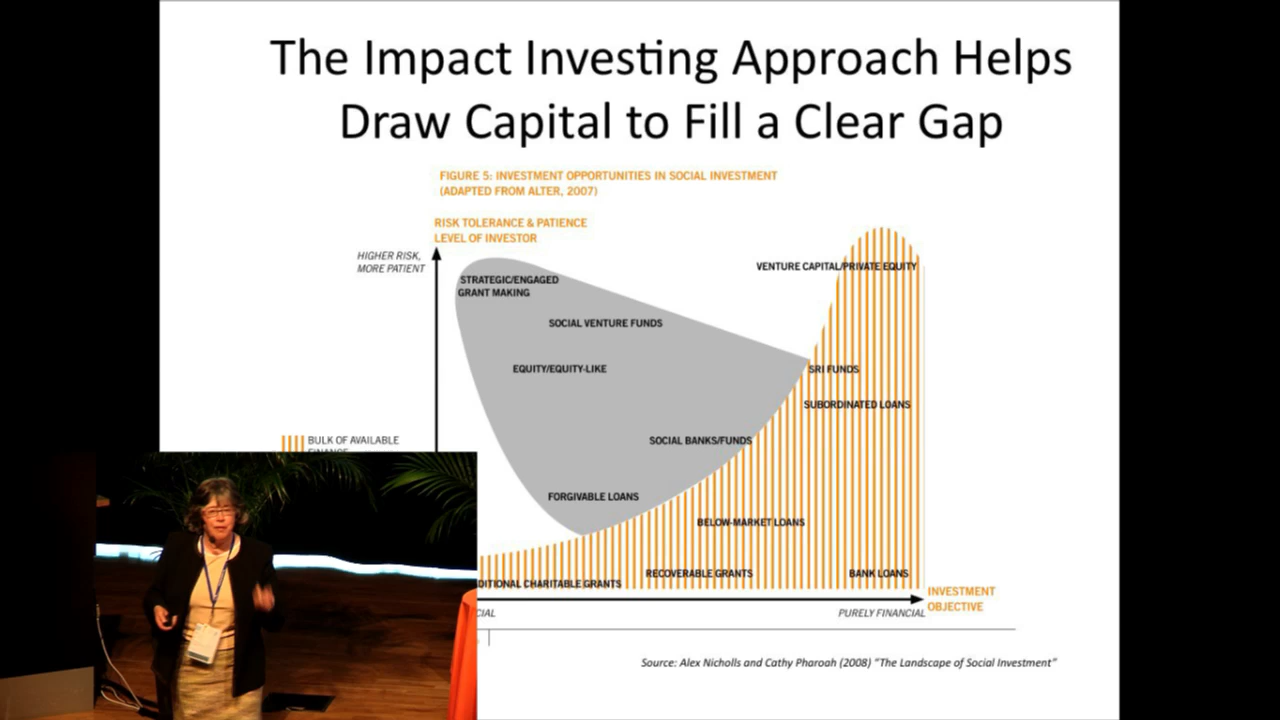 The Impact Investing Approach Helps
Draw Capital to Fill a Clear Gap
FIGURE 5: INVESTMENT OPPORTUNITIES IN SOCIAL INVESTMENT
(ADAPTED FROM ALTER, 2007)
RISK TOLERANCE & PATIENCE
LEVEL OF INVESTOR
HIGHER RISK,
MORE PATIENT
VENTURE CAPITAL/PRIVATE EQUITY
STRATEGIC/ENGAGED
GRANT MAKING
SOCIAL VENTURE FUNDS
EQUITY/EQUITY-LIKE
SRI FUNDS
SUBORDINATED LOANS
BULK OF AVAILABLE
SOCIAL BANKS/FUNDS
FORGIVABLE LOANS
BELOW-MARKET LOANS
RECOVERABLE GRANTS
BANK LOANS
DITIONAL CHARITABLE GRANTS
INVESTMENT
OBJECTIVE
CIAL
PURELY FINANCIAL
Source: Alex Nicholls and Cathy Pharoah (2008) "The Landscape of Social Investment"